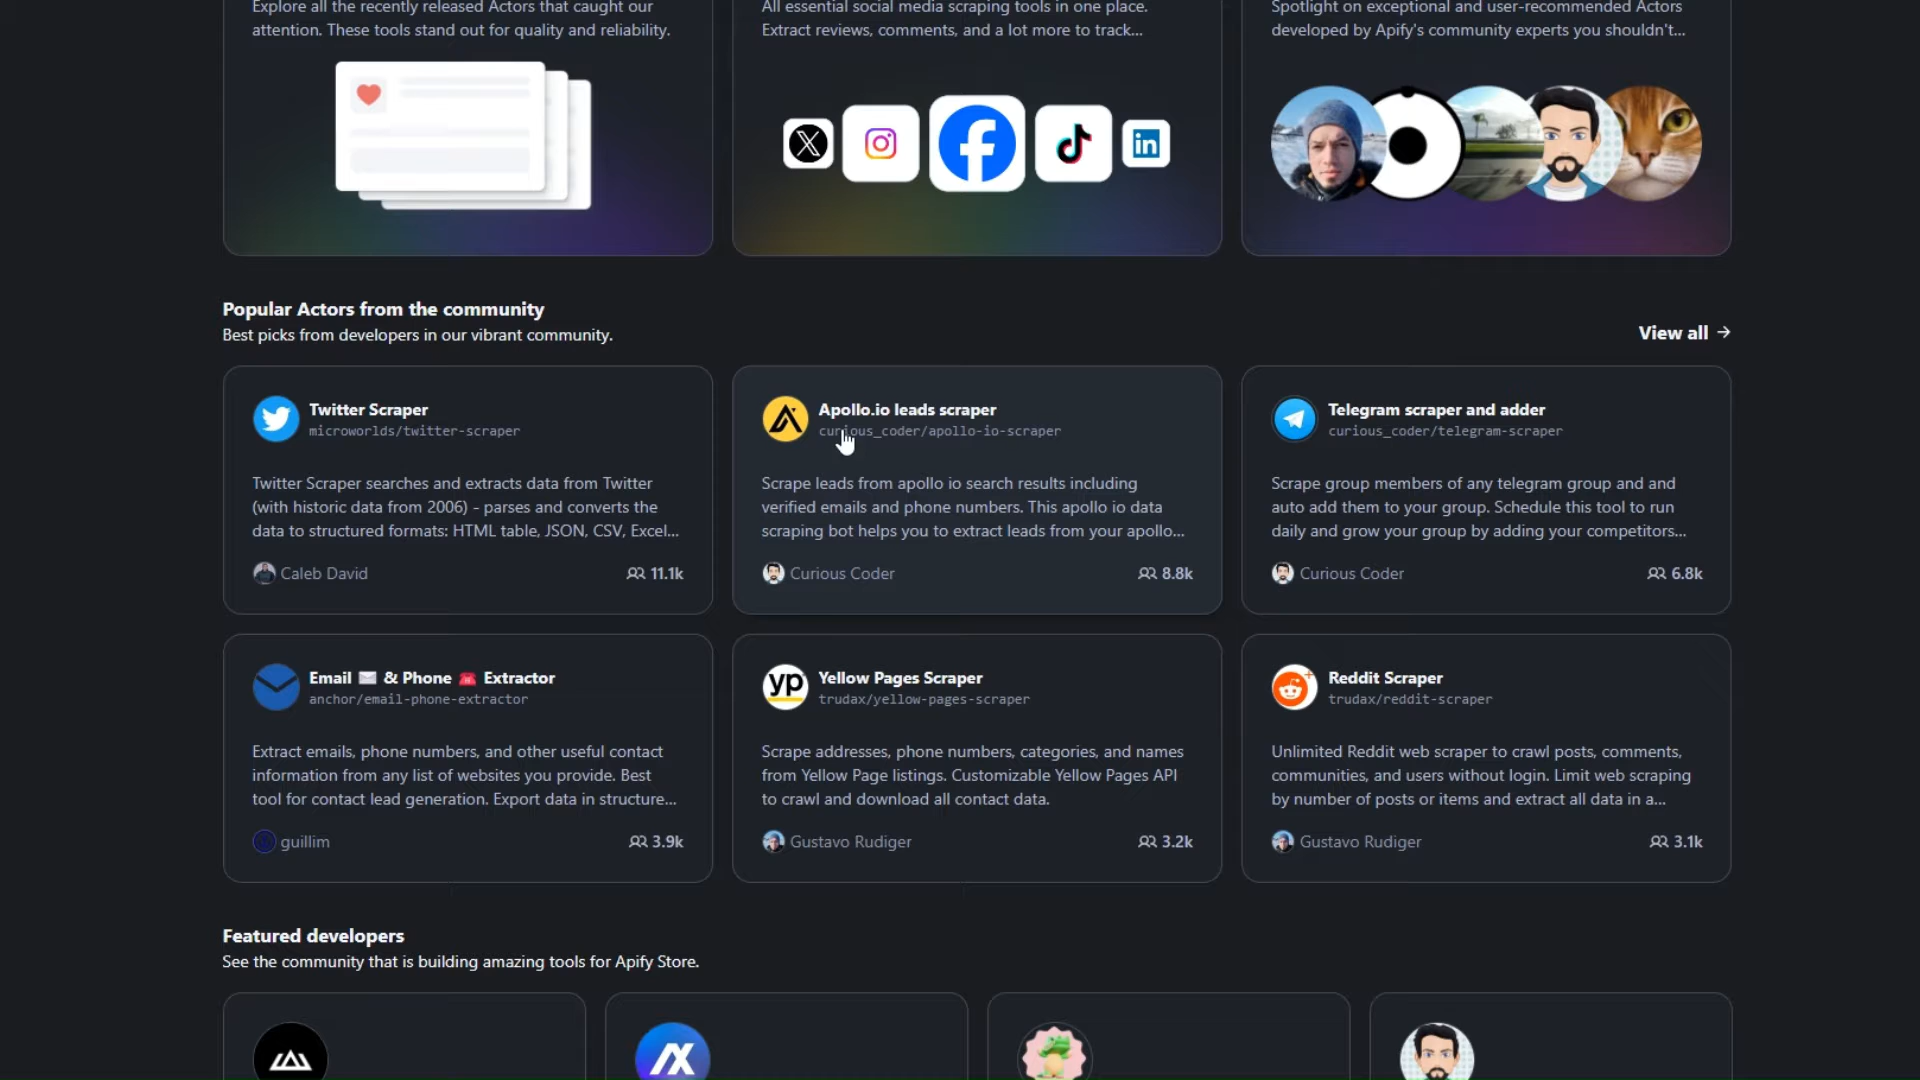 Explore all the recently released Actors that caught our
attention. These tools stand out for quality and reliability.
All essential social media scraping tools in one place.
Extract reviews, comments, and a lot more to track...
Spotlight on exceptional and user-recommended Actors
developed by Apify's community experts you shouldn't...
Popular Actors from the community
Best picks from developers in our vibrant community.
View all →
Twitter Scraper
microworlds/twitter-scraper
Twitter Scraper searches and extracts data from Twitter
(with historic data from 2006) - parses and converts the
data to structured formats: HTML table, JSON, CSV, Excel...
Caleb David
11.1k
Apollo.io leads scraper
curious_coder/apollo-io-scraper
Scrape leads from apollo io search results including
verified emails and phone numbers. This apollo io data
scraping bot helps you to extract leads from your apollo...
Curious Coder
8.8k
Telegram scraper and adder
curious_coder/telegram-scraper
Scrape group members of any telegram group and and
auto add them to your group. Schedule this tool to run
daily and grow your group by adding your competitors...
Curious Coder
6.8k
Email ✉️ & Phone ☎️ Extractor
anchor/email-phone-extractor
Extract emails, phone numbers, and other useful contact
information from any list of websites you provide. Best
tool for contact lead generation. Export data in structure...
guillim
3.9k
yp
Yellow Pages Scraper
trudax/yellow-pages-scraper
Scrape addresses, phone numbers, categories, and names
from Yellow Page listings. Customizable Yellow Pages API
to crawl and download all contact data.
Gustavo Rudiger
3.2k
Reddit Scraper
trudax/reddit-scraper
Unlimited Reddit web scraper to crawl posts, comments,
communities, and users without login. Limit web scraping
by number of posts or items and extract all data in a...
Gustavo Rudiger
3.1k
Featured developers
See the community that is building amazing tools for Apify Store.